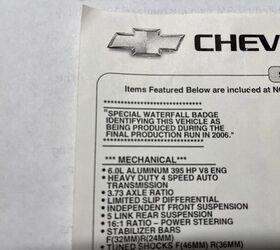 CHEV
Items Featured Below are included at N
*****************************
"SPECIAL WATERFALL BADGE
IDENTIFYING THIS VEHICLE AS
BEING PRODUCED DURING THE
FINAL PRODUCTION RUN IN 2006."
*****************************
*** MECHANICAL***
• 6.0L ALUMINUM 395 HP V8 ENG
• HEAVY DUTY 4 SPEED AUTO
TRANSMISSION
• 3.73 AXLE RATIO
• LIMITED SLIP DIFFERENTIAL
• INDEPENDENT FRONT SUSPENSION
• 5 LINK REAR SUSPENSION
• 16:1 RATIO - POWER STEERING
• STABILIZER BARS
F(32MM)R(24MM)
• TUNED SHOCKS F(46MM) R(36MM)